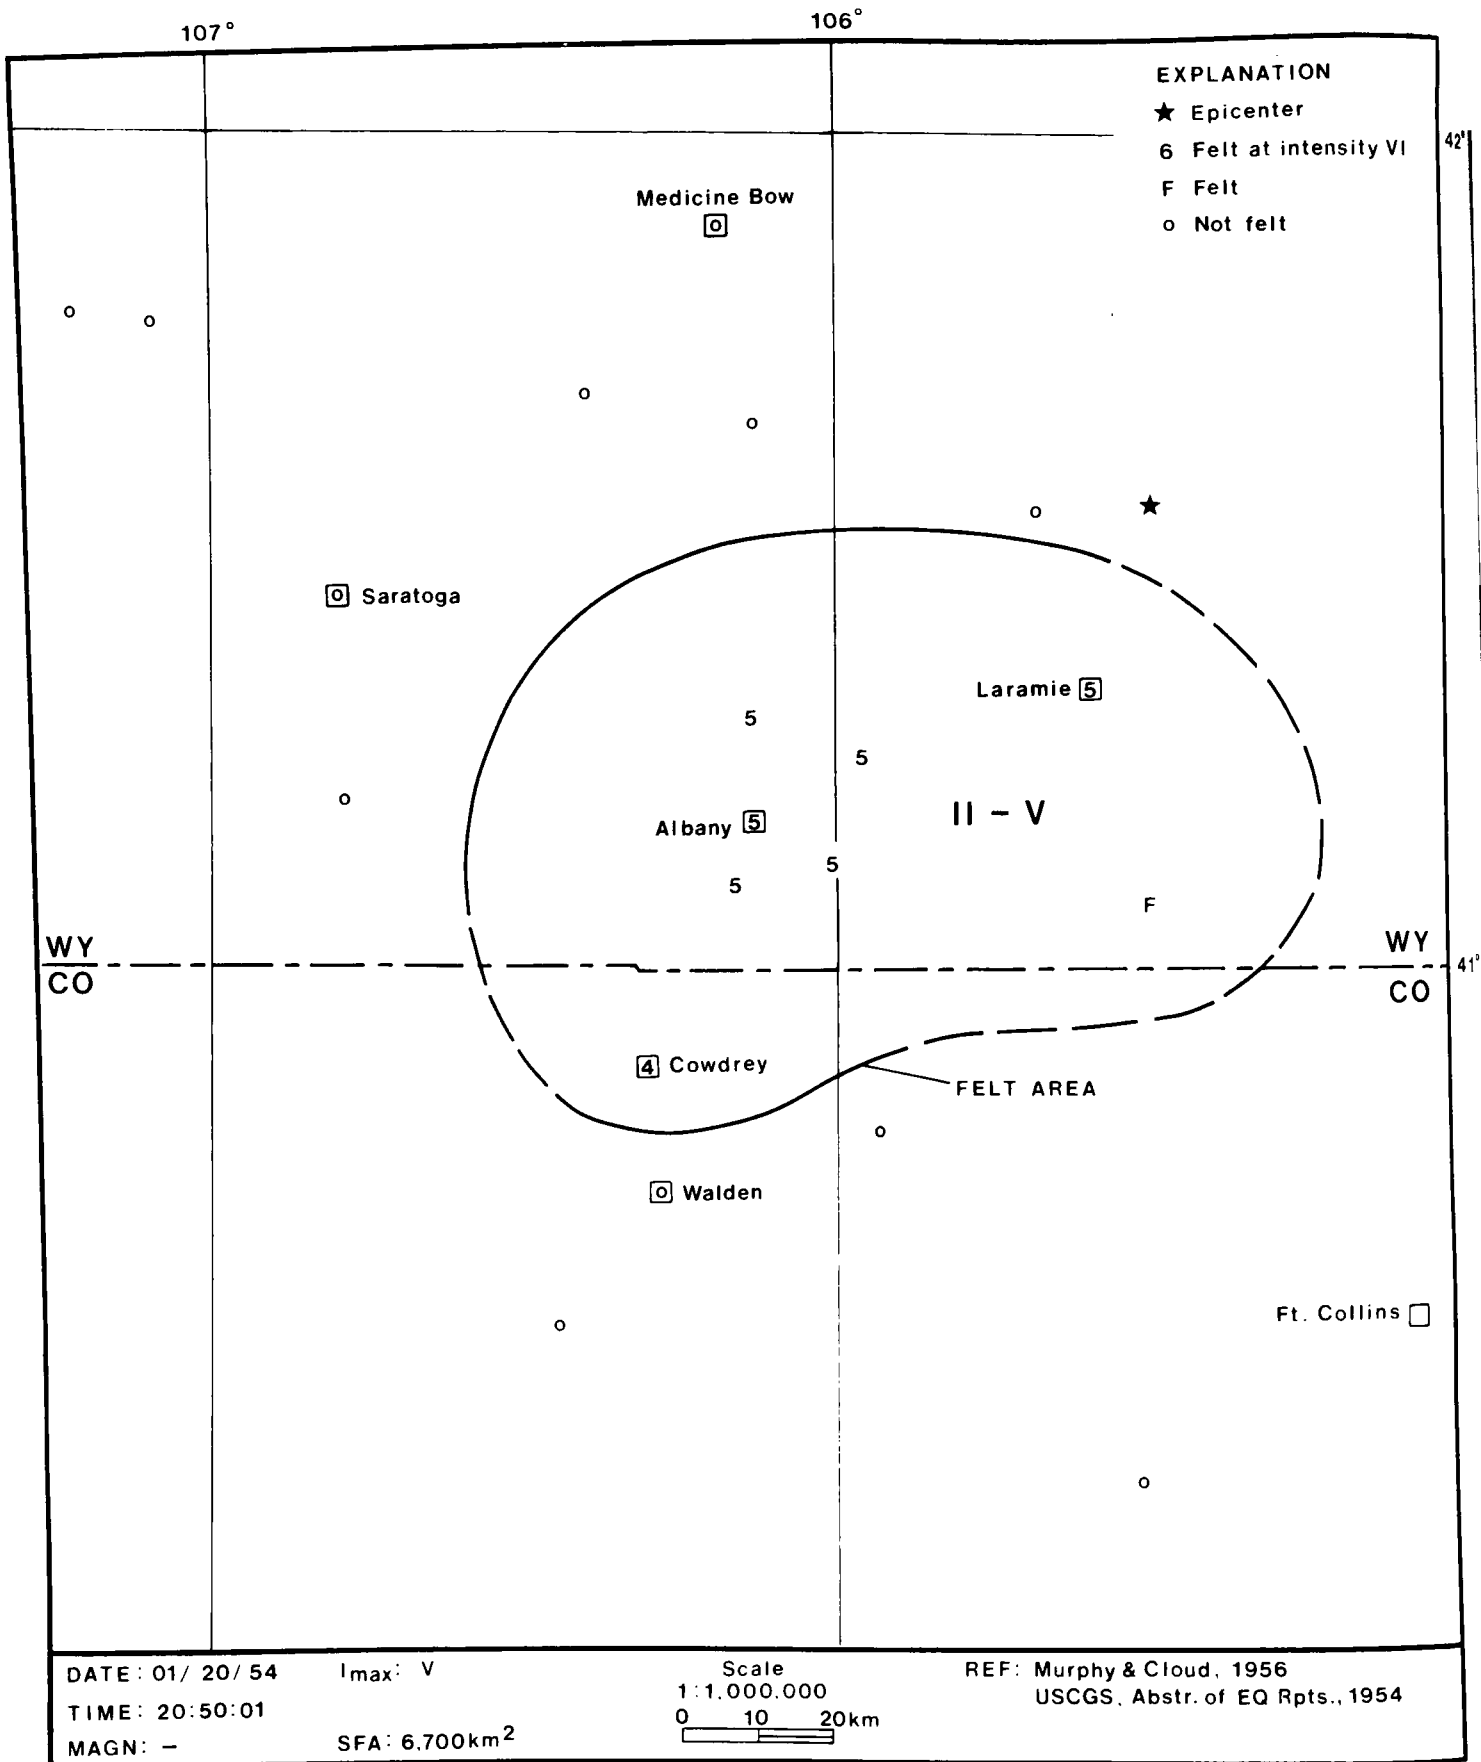 107° 106°
EXPLANATION
★ Epicenter
6 Felt at intensity VI
F Felt
o Not felt
42°
Medicine Bow
o
o
o
o
o
o
o Saratoga
Laramie 5
5
5
o
II – V
Albany 5
5
5
F
WY WY
CO CO
41°
4 Cowdrey
FELT AREA
o
o Walden
Ft. Collins
o
o
DATE: 01/20/54
TIME: 20:50:01
MAGN: –
Imax: V
SFA: 6,700km²
Scale
1:1,000,000
0 10 20km
REF: Murphy & Cloud, 1956
USCGS, Abstr. of EQ Rpts., 1954